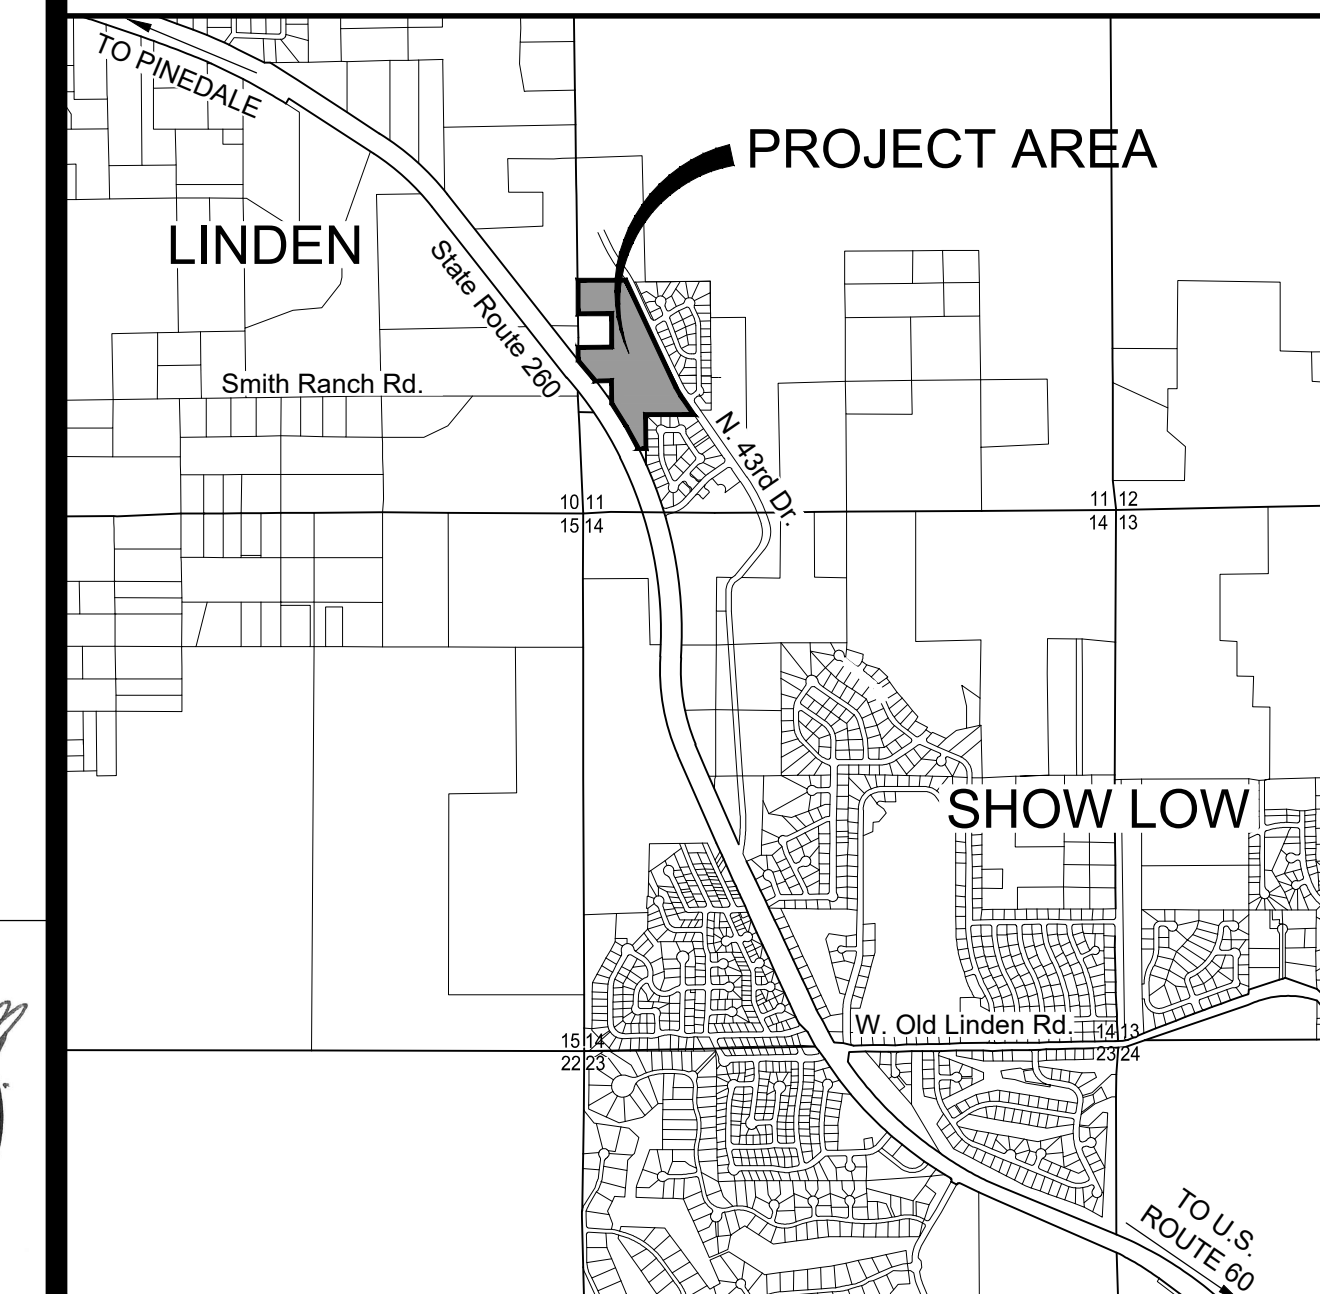 TO PINEDALE
PROJECT AREA
LINDEN
State Route 260
Smith Ranch Rd.
N. 43rd Dr.
10 11
15 14
11 12
14 13
SHOW LOW
W. Old Linden Rd.
15 14
22 23
14 13
23 24
TO U.S.
ROUTE 60